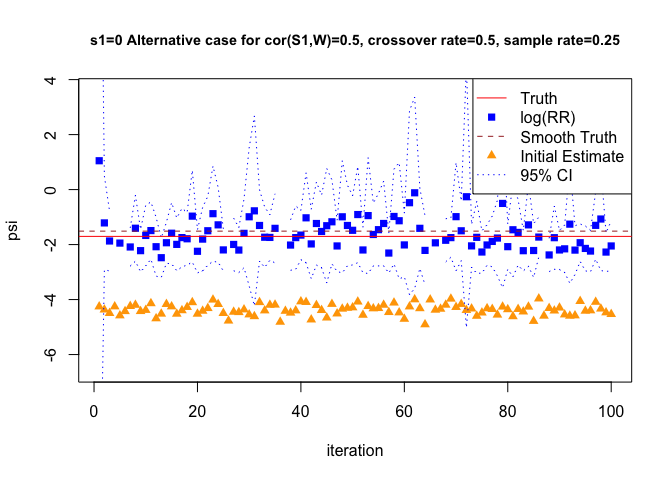 s1=0 Alternative case for cor(S1,W)=0.5, crossover rate=0.5, sample rate=0.25
psi
4
2
0
-2
-4
-6
Truth
log(RR)
Smooth Truth
Initial Estimate
95% CI
0 20 40 60 80 100
iteration